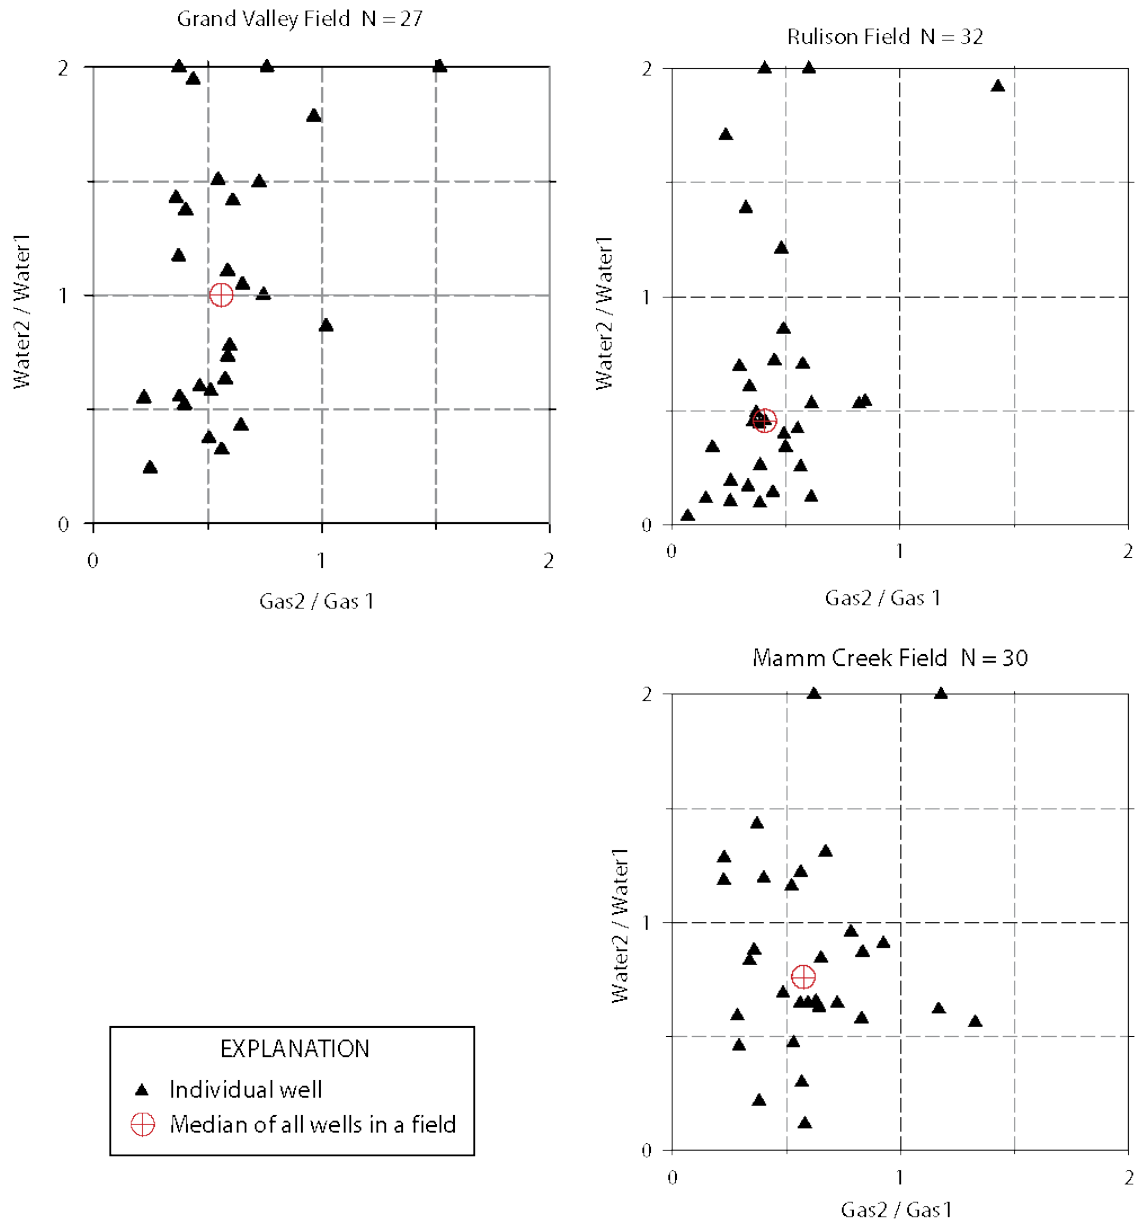 Grand Valley Field N = 27
2
1
0
0 1 2
Water2 / Water1
Gas2 / Gas 1
Rulison Field N = 32
2
1
0
0 1 2
Water2 / Water1
Gas2 / Gas 1
Mamm Creek Field N = 30
2
1
0
0 1 2
Water2 / Water1
Gas2 / Gas1
EXPLANATION
Individual well
Median of all wells in a field